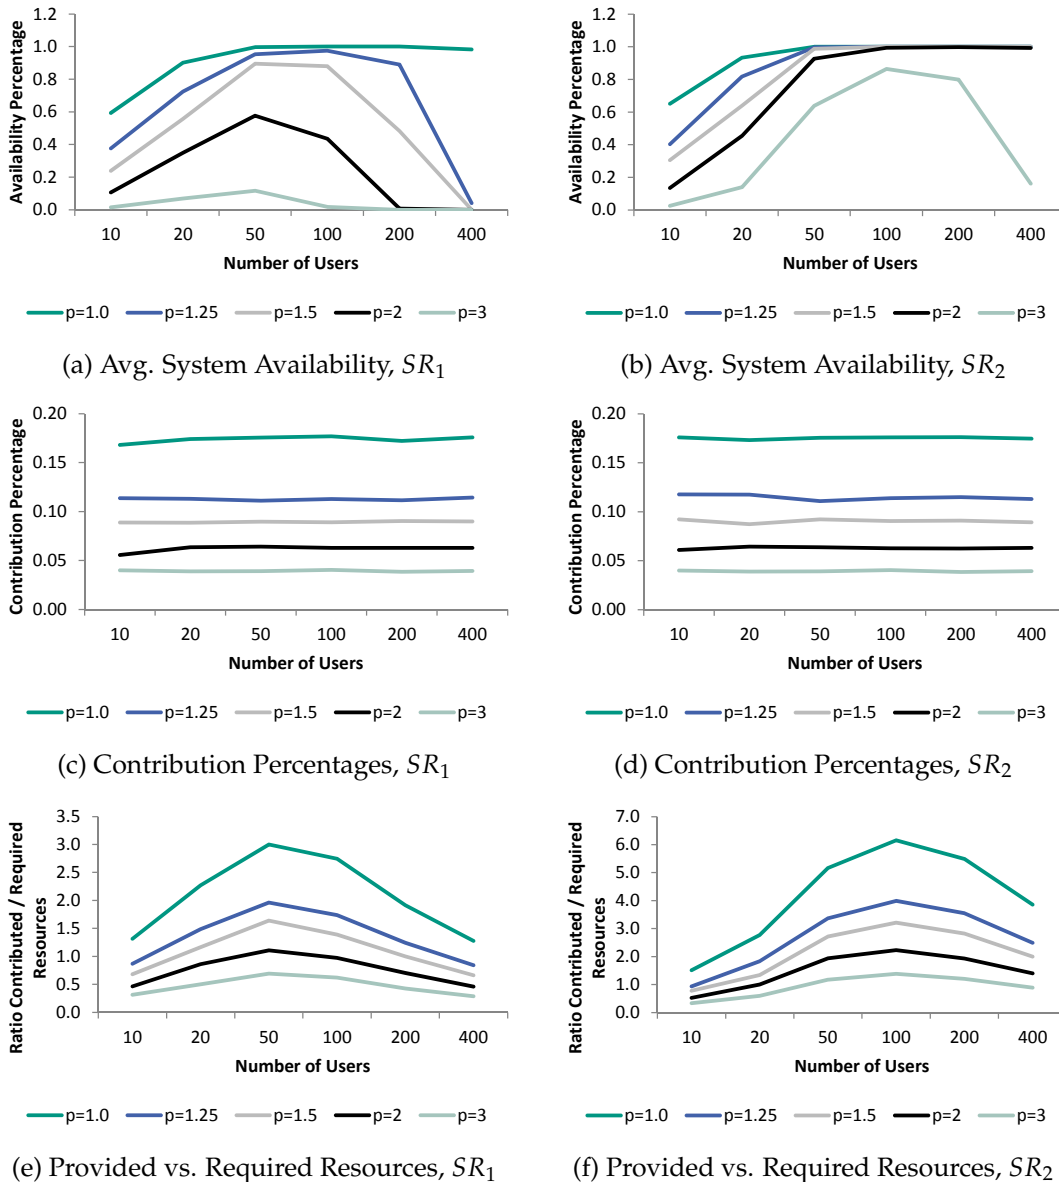 Availability Percentage
1.2
1.0
0.8
0.6
0.4
0.2
0.0
10 20 50 100 200 400
Number of Users
p=1.0 p=1.25 p=1.5 p=2 p=3
(a) Avg. System Availability, SR₁
Availability Percentage
1.2
1.0
0.8
0.6
0.4
0.2
0.0
10 20 50 100 200 400
Number of Users
p=1.0 p=1.25 p=1.5 p=2 p=3
(b) Avg. System Availability, SR₂
Contribution Percentage
0.20
0.15
0.10
0.05
0.00
10 20 50 100 200 400
Number of Users
p=1.0 p=1.25 p=1.5 p=2 p=3
(c) Contribution Percentages, SR₁
Contribution Percentage
0.20
0.15
0.10
0.05
0.00
10 20 50 100 200 400
Number of Users
p=1.0 p=1.25 p=1.5 p=2 p=3
(d) Contribution Percentages, SR₂
Ratio Contributed / Required
Resources
3.5
3.0
2.5
2.0
1.5
1.0
0.5
0.0
10 20 50 100 200 400
Number of Users
p=1.0 p=1.25 p=1.5 p=2 p=3
(e) Provided vs. Required Resources, SR₁
Ratio Contributed / Required
Resources
7.0
6.0
5.0
4.0
3.0
2.0
1.0
0.0
10 20 50 100 200 400
Number of Users
p=1.0 p=1.25 p=1.5 p=2 p=3
(f) Provided vs. Required Resources, SR₂